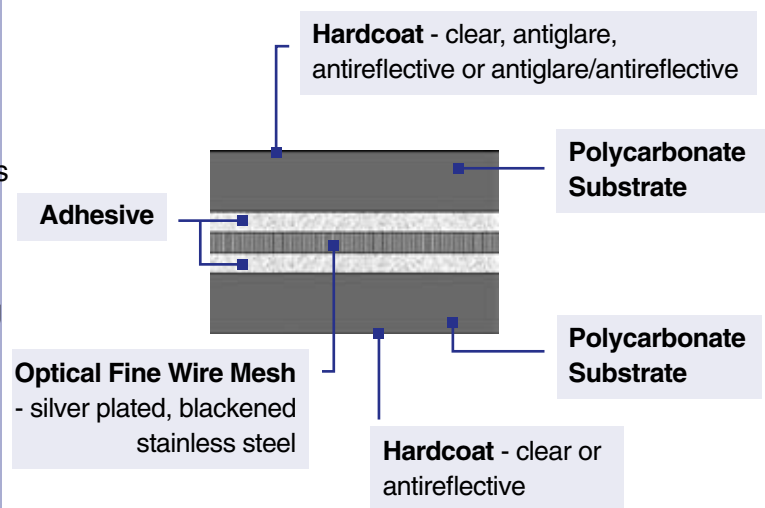 Hardcoat - clear, antiglare,
antireflective or antiglare/antireflective
Polycarbonate
Substrate
s
Adhesive
Optical Fine Wire Mesh
- silver plated, blackened
stainless steel
Polycarbonate
Substrate
Hardcoat - clear or
antireflective